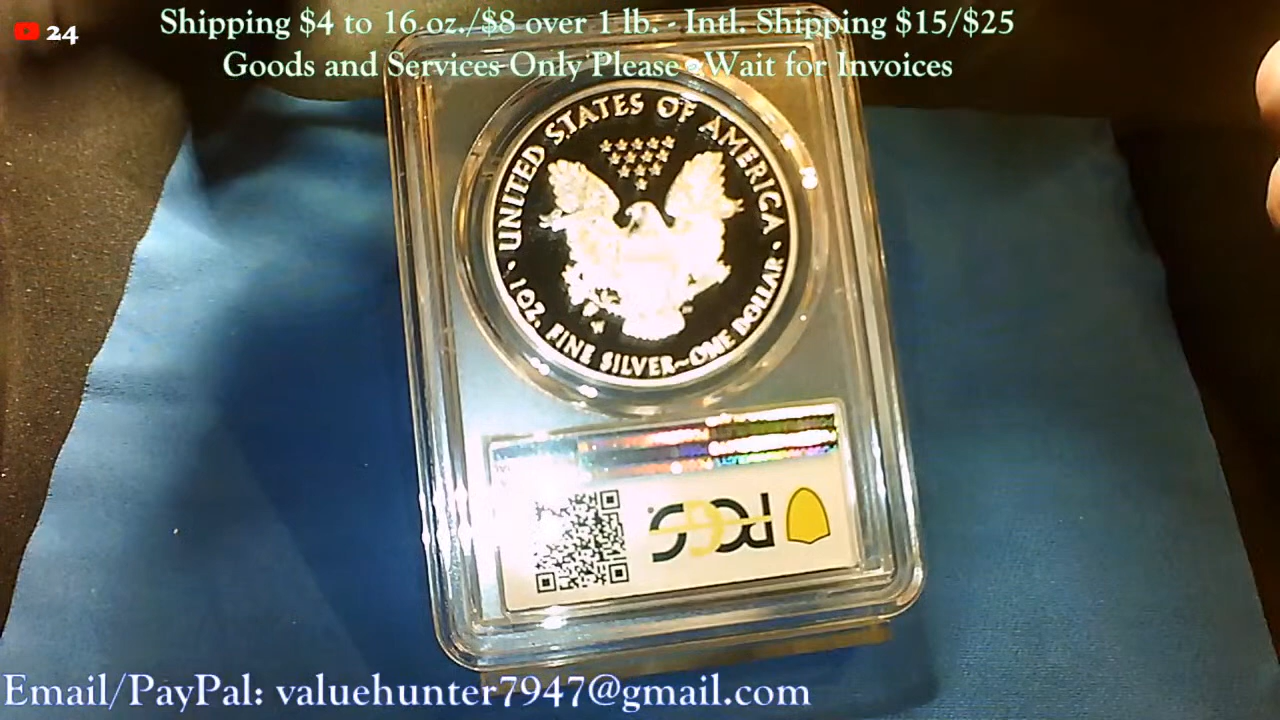 24
Shipping $4 to 16 oz./$8 over 1 lb. - Intl. Shipping $15/$25
Goods and Services Only Please - Wait for Invoices
UNITED STATES OF AMERICA
1 OZ. FINE SILVER~ONE DOLLAR
PCGS
Email/PayPal: valuehunter7947@gmail.com